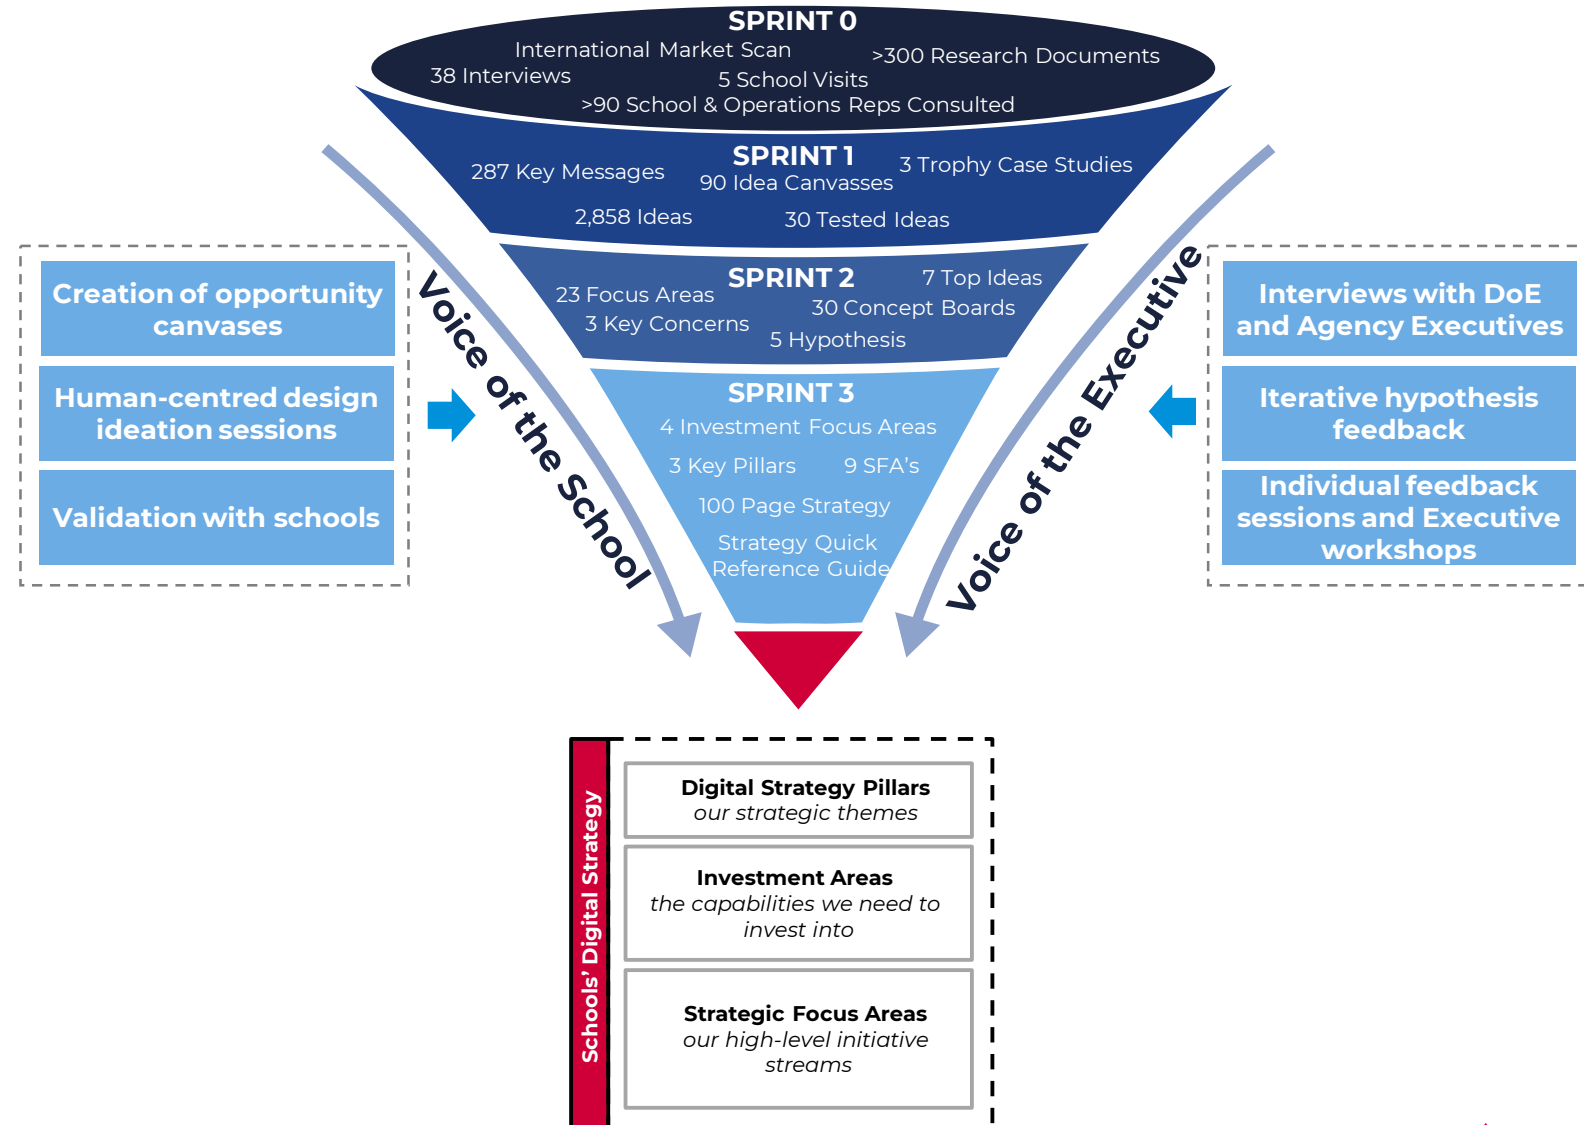 SPRINT 0
International Market Scan
>300 Research Documents
38 Interviews
5 School Visits
>90 School & Operations Reps Consulted
SPRINT 1
287 Key Messages
90 Idea Canvasses
3 Trophy Case Studies
2,858 Ideas
30 Tested Ideas
SPRINT 2
7 Top Ideas
23 Focus Areas
30 Concept Boards
3 Key Concerns
5 Hypothesis
SPRINT 3
4 Investment Focus Areas
3 Key Pillars
9 SFA's
100 Page Strategy
Strategy Quick
Reference Guide
Voice of the School
Voice of the Executive
Creation of opportunity
canvases
Human-centred design
ideation sessions
Validation with schools
Interviews with DoE
and Agency Executives
Iterative hypothesis
feedback
Individual feedback
sessions and Executive
workshops
Schools' Digital Strategy
Digital Strategy Pillars
our strategic themes
Investment Areas
the capabilities we need to
invest into
Strategic Focus Areas
our high-level initiative
streams